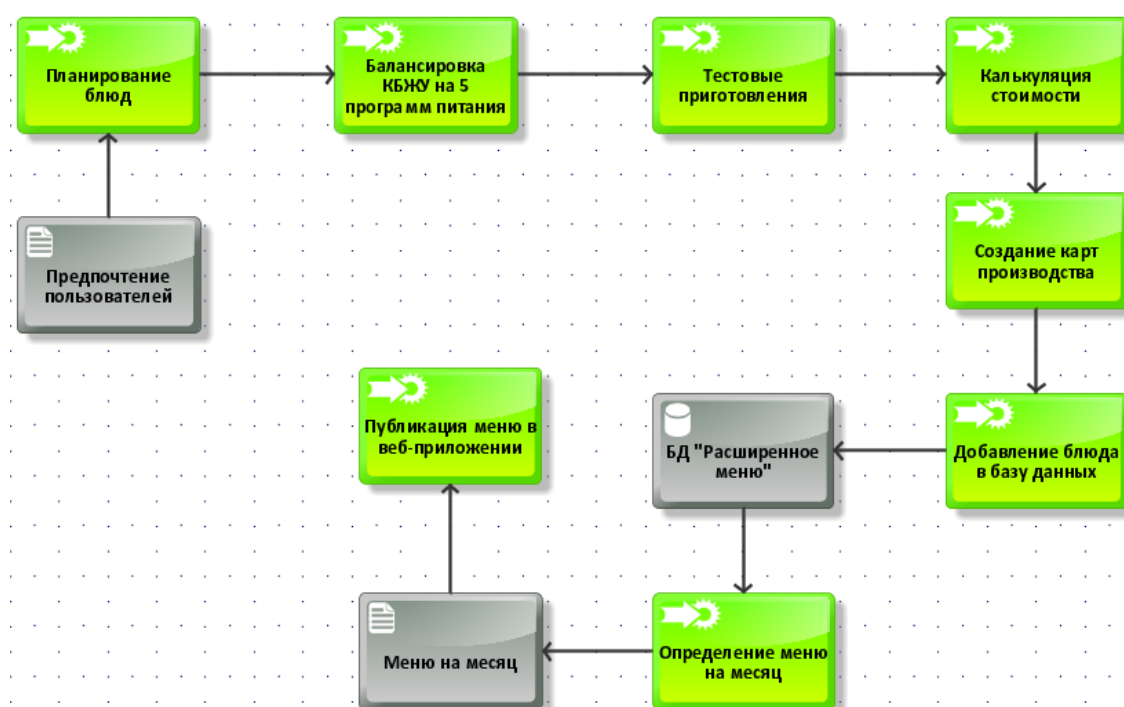 Планирование
блюд
Балансировка
КБЖУ на 5
программ питания
Тестовые
приготовления
Калькуляция
стоимости
Предпочтение
пользователей
Создание карт
производства
Публикация меню в
веб-приложении
БД "Расширенное
меню"
Добавление блюда
в базу данных
Меню на месяц
Определение меню
на месяц